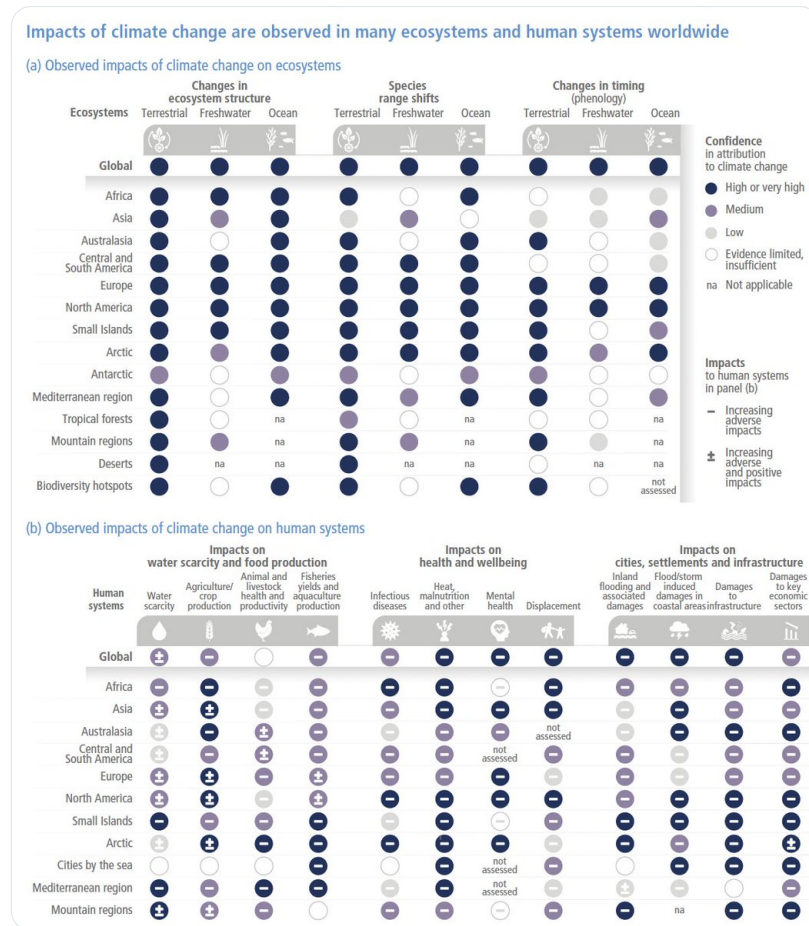 Impacts of climate change are observed in many ecosystems and human systems worldwide
(a) Observed impacts of climate change on ecosystems
Changes in
ecosystem structure
Species
range shifts
Changes in timing
(phenology)
Ecosystems
Terrestrial Freshwater Ocean
Terrestrial Freshwater Ocean
Terrestrial Freshwater Ocean
Global
Africa
Asia
Australasia
Central and
South America
Europe
North America
Small Islands
Arctic
Antarctic
Mediterranean region
Tropical forests na na na
Mountain regions na na na
Deserts na na na na na na
Biodiversity hotspots not
assessed
Confidence
in attribution
to climate change
High or very high
Medium
Low
Evidence limited,
insufficient
na Not applicable
Impacts
to human systems
in panel (b)
− Increasing
adverse
impacts
± Increasing
adverse
and positive
impacts
(b) Observed impacts of climate change on human systems
Impacts on
water scarcity and food production
Impacts on
health and wellbeing
Impacts on
cities, settlements and infrastructure
Human
systems
Water
scarcity
Agriculture/
crop
production
Animal and
livestock
health and
productivity
Fisheries
yields and
aquaculture
production
Infectious
diseases
Heat,
malnutrition
and other
Mental
health
Displacement
Inland
flooding and
associated
damages
Flood/storm
induced
damages in
coastal areas
Damages
to
infrastructure
Damages
to key
economic
sectors
Global ± − − − − − − − − − −
Africa − − − − − − − − − − − −
Asia ± ± − − − − − − − − − −
Australasia ± − ± − − − − not
assessed − − − −
Central and
South America ± − ± − − − not
assessed − − − − −
Europe ± ± − ± − − − − − − − −
North America ± ± − ± − − − − − − − −
Small Islands − − − − − − − − − − − −
Arctic ± ± − − − − − − − − − ±
Cities by the sea − − not
assessed − − − −
Mediterranean region − − − − − − not
assessed − ± − −
Mountain regions ± ± − − − − − − na − −